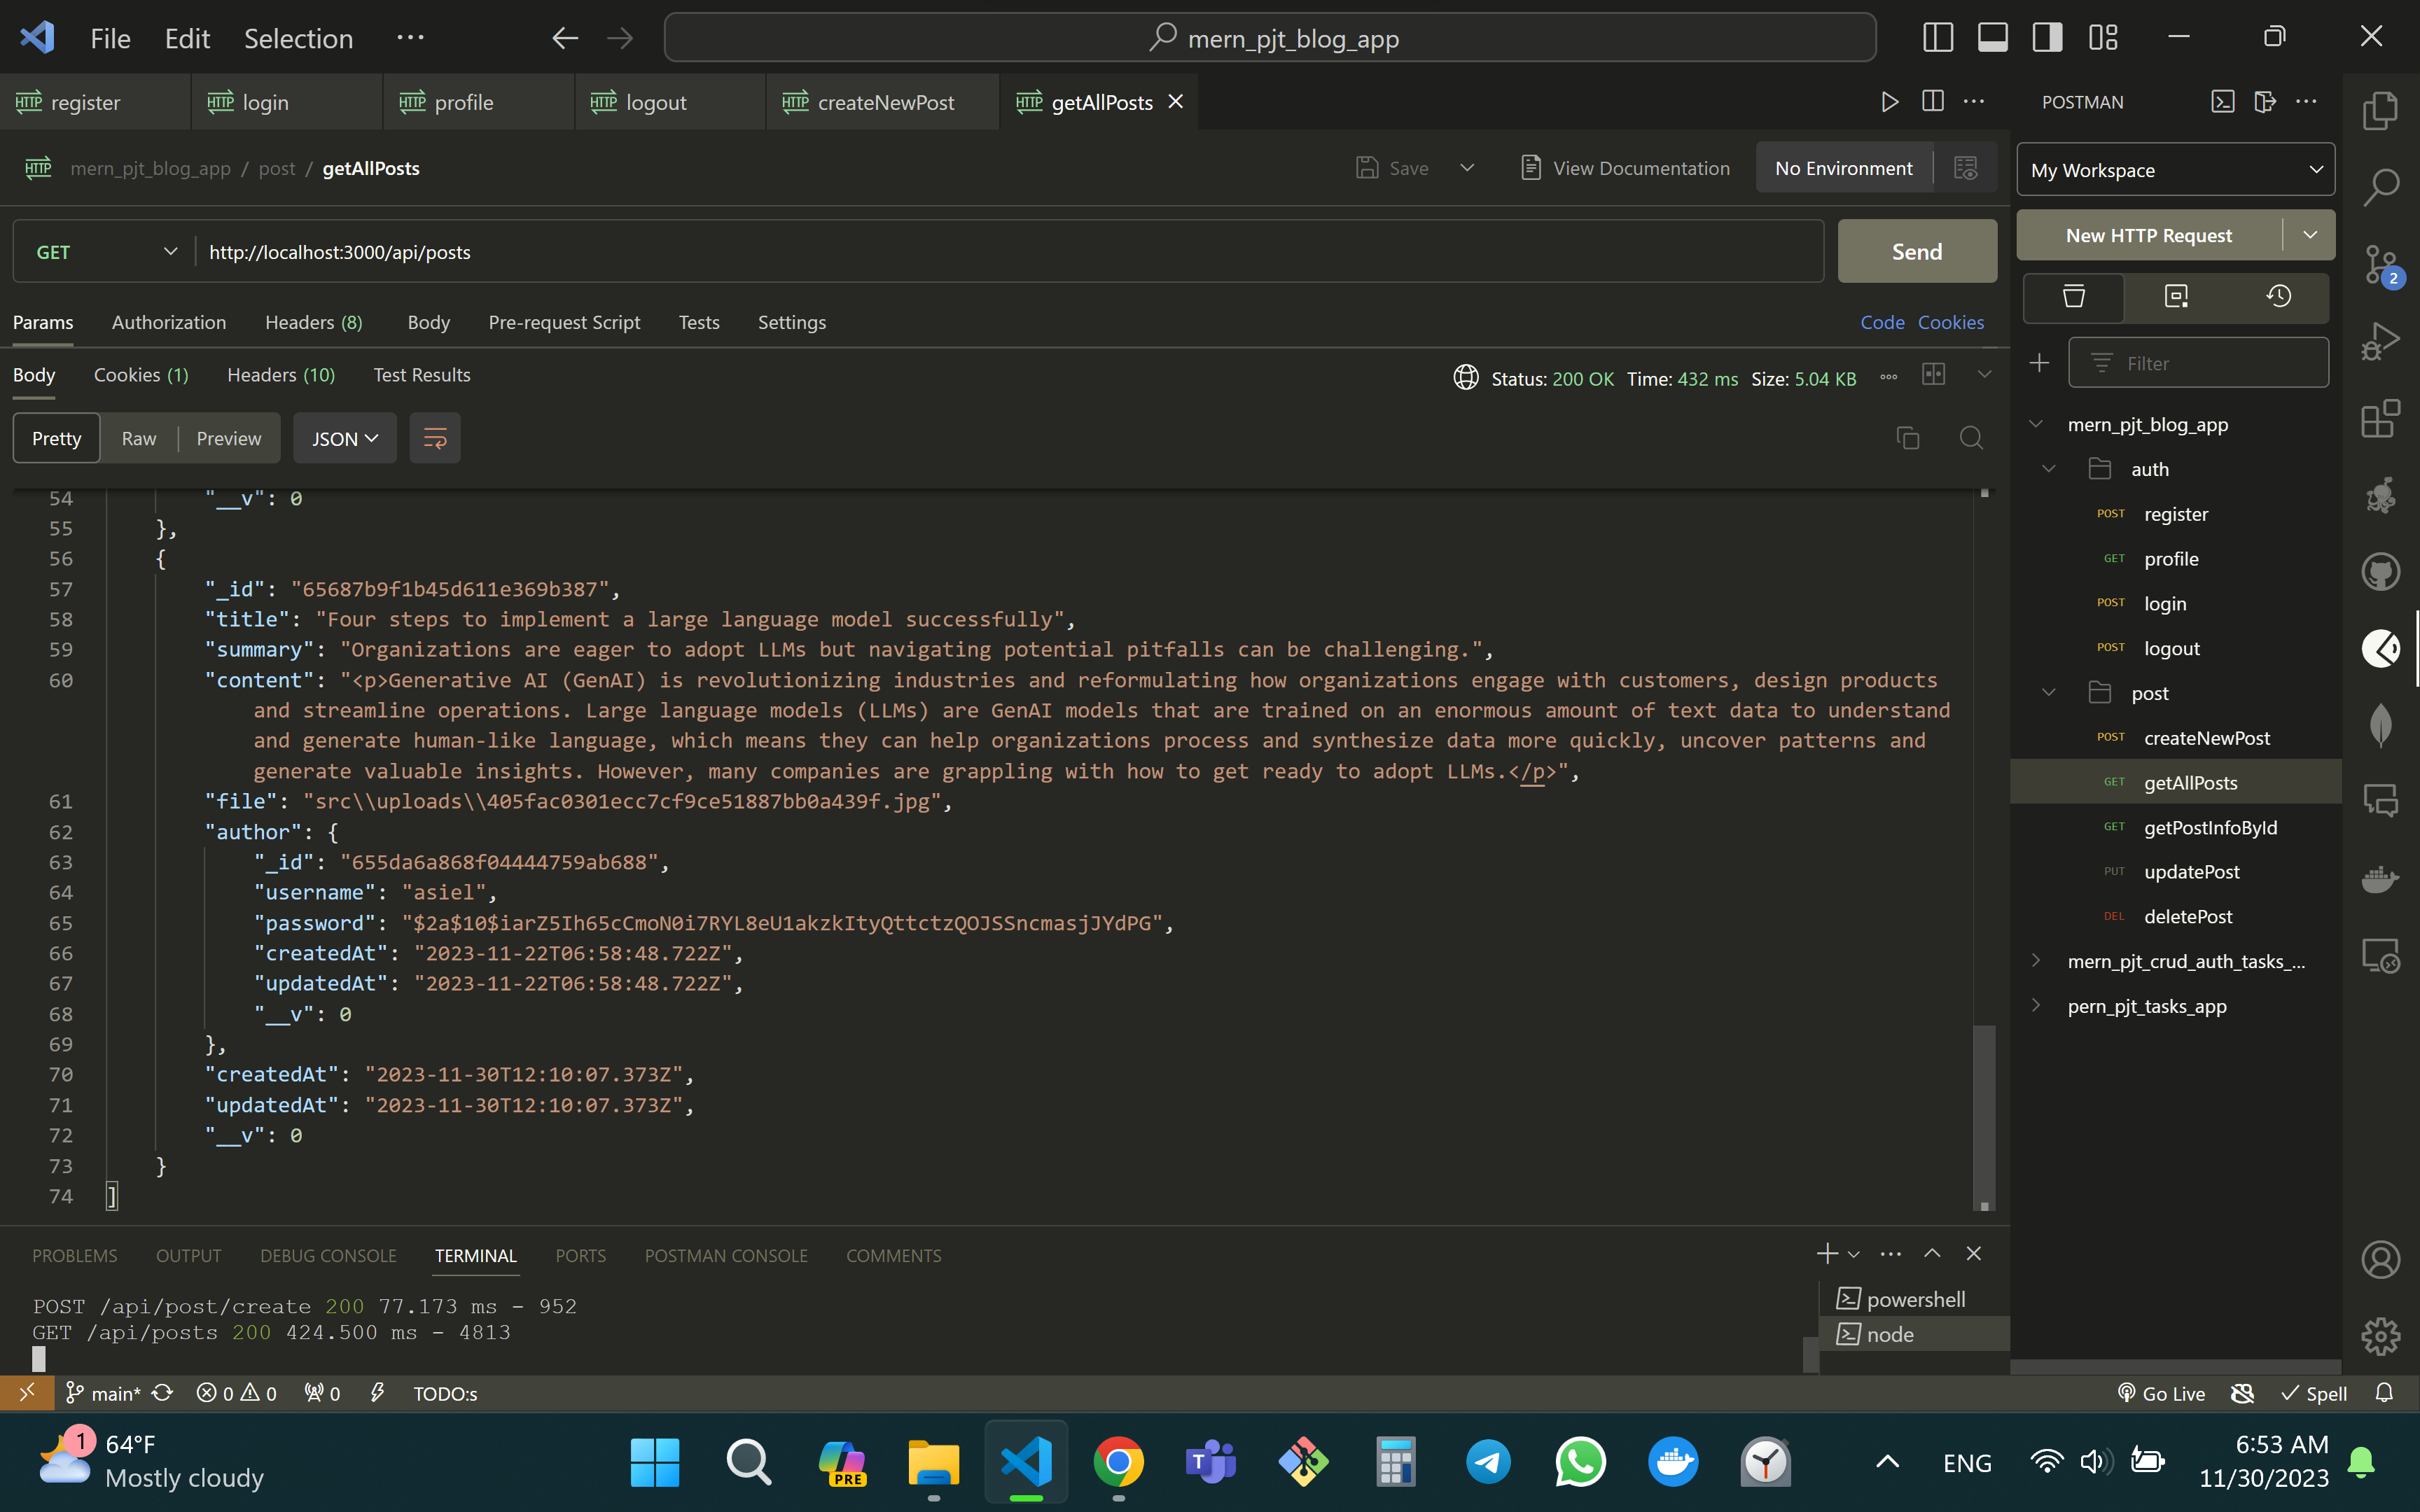 File Edit Selection ··· mern_pjt_blog_app
HTTP register HTTP login HTTP profile HTTP logout HTTP createNewPost HTTP getAllPosts
HTTP mern_pjt_blog_app / post / getAllPosts Save View Documentation No Environment
GET http://localhost:3000/api/posts Send
Params Authorization Headers (8) Body Pre-request Script Tests Settings Code Cookies
Body Cookies (1) Headers (10) Test Results Status: 200 OK Time: 432 ms Size: 5.04 KB
Pretty Raw Preview JSON
54 "__v": 0
55 },
56 {
57 "_id": "65687b9f1b45d611e369b387",
58 "title": "Four steps to implement a large language model successfully",
59 "summary": "Organizations are eager to adopt LLMs but navigating potential pitfalls can be challenging.",
60 "content": "<p>Generative AI (GenAI) is revolutionizing industries and reformulating how organizations engage with customers, design products
and streamline operations. Large language models (LLMs) are GenAI models that are trained on an enormous amount of text data to understand
and generate human-like language, which means they can help organizations process and synthesize data more quickly, uncover patterns and
generate valuable insights. However, many companies are grappling with how to get ready to adopt LLMs.</p>",
61 "file": "src\\uploads\\405fac0301ecc7cf9ce51887bb0a439f.jpg",
62 "author": {
63 "_id": "655da6a868f04444759ab688",
64 "username": "asiel",
65 "password": "$2a$10$iarZ5Ih65cCmoN0i7RYL8eU1akzkItyQttctzQOJSSncmasjJYdPG",
66 "createdAt": "2023-11-22T06:58:48.722Z",
67 "updatedAt": "2023-11-22T06:58:48.722Z",
68 "__v": 0
69 },
70 "createdAt": "2023-11-30T12:10:07.373Z",
71 "updatedAt": "2023-11-30T12:10:07.373Z",
72 "__v": 0
73 }
74 ]
PROBLEMS OUTPUT DEBUG CONSOLE TERMINAL PORTS POSTMAN CONSOLE COMMENTS
POST /api/post/create 200 77.173 ms - 952
GET /api/posts 200 424.500 ms - 4813
powershell
node
POSTMAN
My Workspace
New HTTP Request
Filter
mern_pjt_blog_app
auth
POST register
GET profile
POST login
POST logout
post
POST createNewPost
GET getAllPosts
GET getPostInfoById
PUT updatePost
DEL deletePost
mern_pjt_crud_auth_tasks_...
pern_pjt_tasks_app
2
main* 0 0 0 TODO:s Go Live Spell
1 64°F
Mostly cloudy
PRE
T
ENG
6:53 AM
11/30/2023